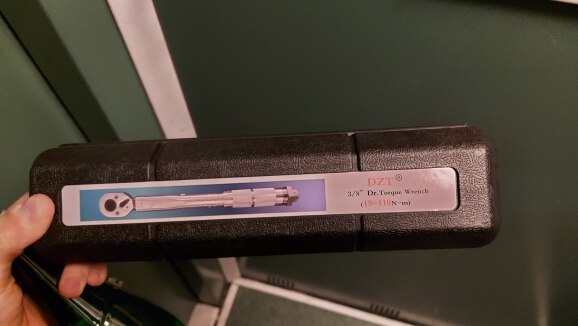 DZT®
3/8" Dr.Torque Wrench
(19-110N-m)